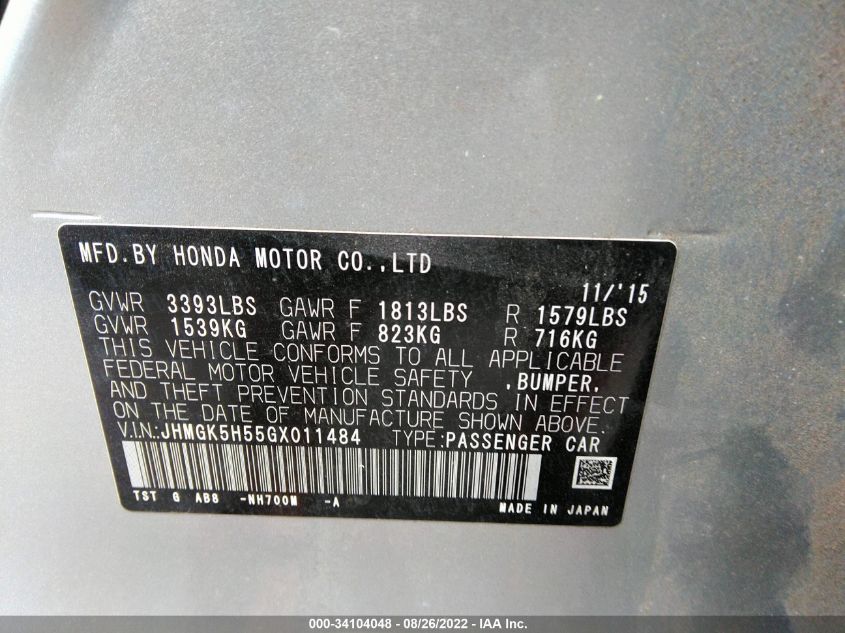 MFD.BY HONDA MOTOR CO.,LTD
11/'15
GVWR 3393LBS GAWR F 1813LBS R 1579LBS
GVWR 1539KG GAWR F 823KG R 716KG
THIS VEHICLE CONFORMS TO ALL APPLICABLE
FEDERAL MOTOR VEHICLE SAFETY ,BUMPER,
AND THEFT PREVENTION STANDARDS IN EFFECT
ON THE DATE OF MANUFACTURE SHOWN ABOVE.
V.I.N.:JHMGK5H55GX011484 TYPE:PASSENGER CAR
TST G AB8 -NH700M -A MADE IN JAPAN
000-34104048 - 08/26/2022 - IAA Inc.